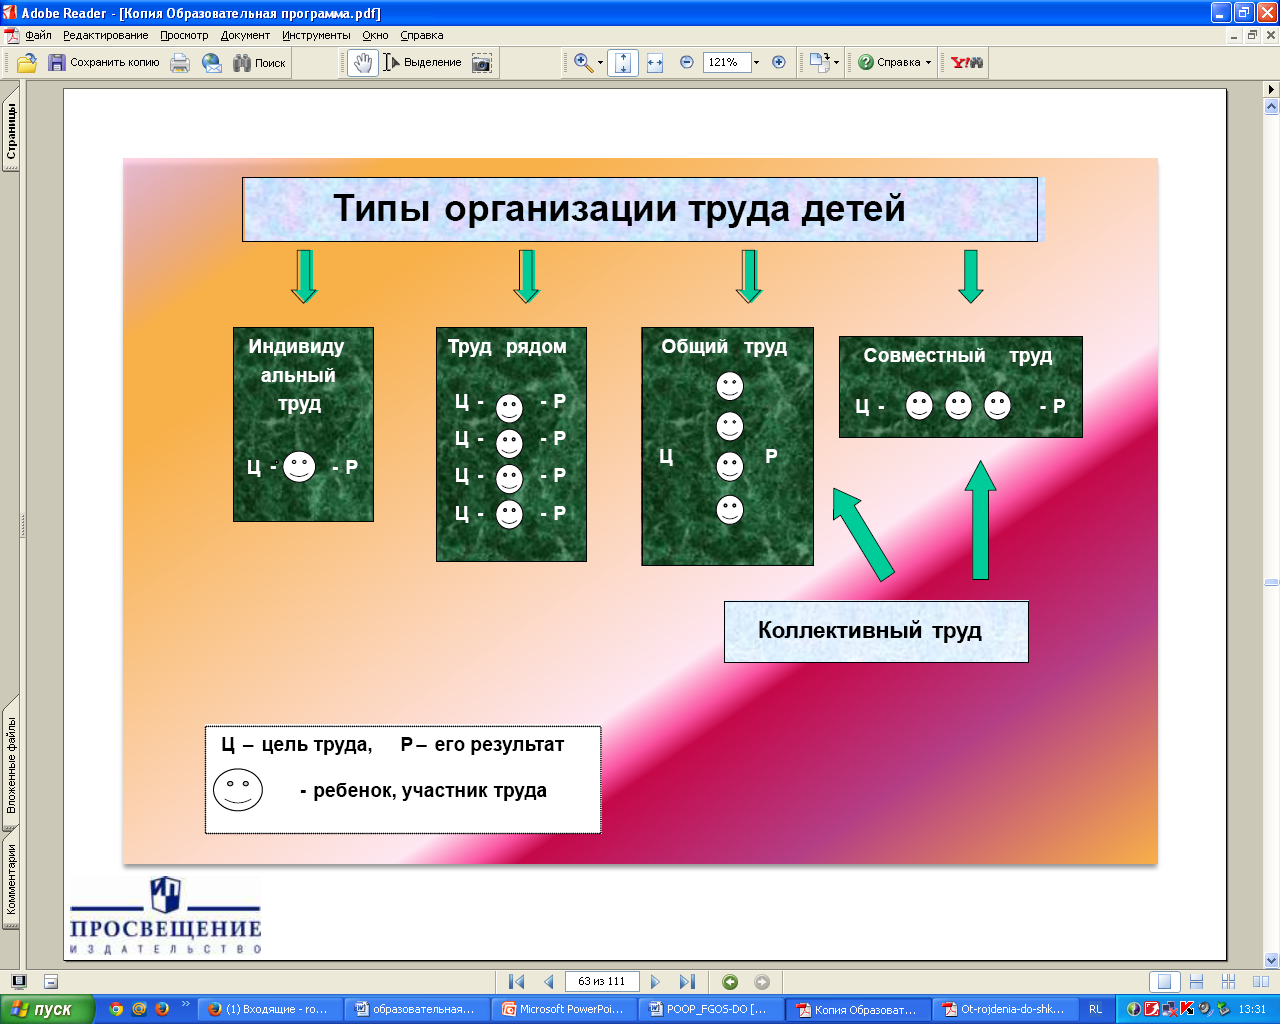 Adobe Reader - [Копия Образовательная программа.pdf]
Файл Редактирование Просмотр Документ Инструменты Окно Справка
Сохранить копию Поиск Выделение 121% Справка Y!
Страницы
Типы организации труда детей
Индивиду
альный
труд
Ц - - Р
Труд рядом
Ц - - Р
Ц - - Р
Ц - - Р
Ц - - Р
Общий труд
Ц Р
Совместный труд
Ц - - Р
Коллективный труд
Ц – цель труда, Р – его результат
- ребенок, участник труда
Вложенные файлы
Комментарии
ИП
ПРОСВЕЩЕНИЕ
ИЗДАТЕЛЬСТВО
63 из 111
пуск
(1) Входящие - ro...
образовательная...
Microsoft PowerPoi...
POOP_FGOS-DO [...
Копия Образоват...
Ot-rojdenia-do-shk...
RL
13:31